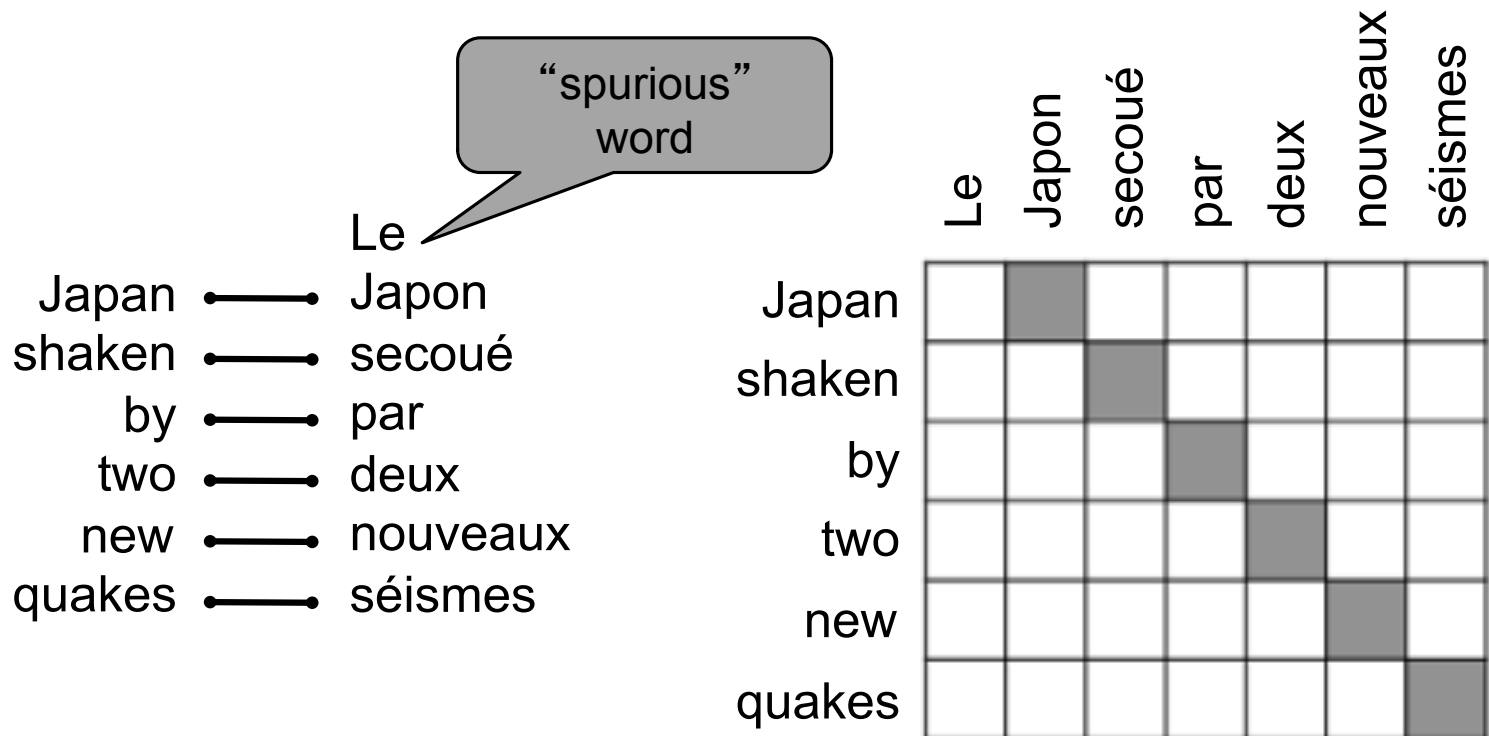 “spurious”
word
Le
Japan Japon
shaken secoué
by par
two deux
new nouveaux
quakes séismes
Le Japon secoué par deux nouveaux séismes
Japan
shaken
by
two
new
quakes